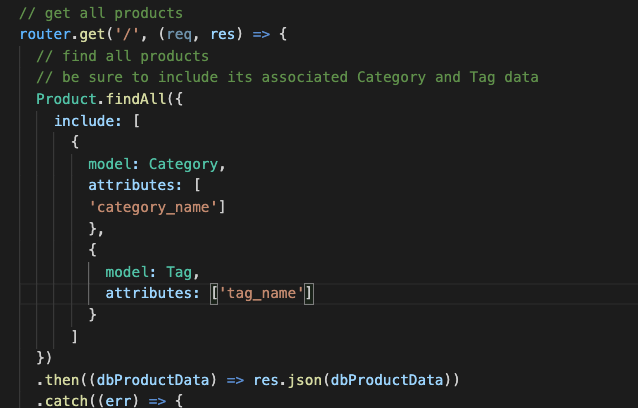 // get all products
router.get('/', (req, res) => {
// find all products
// be sure to include its associated Category and Tag data
Product.findAll({
include: [
{
model: Category,
attributes: [
'category_name']
},
{
model: Tag,
attributes: ['tag_name']
}
]
})
.then((dbProductData) => res.json(dbProductData))
.catch((err) => {